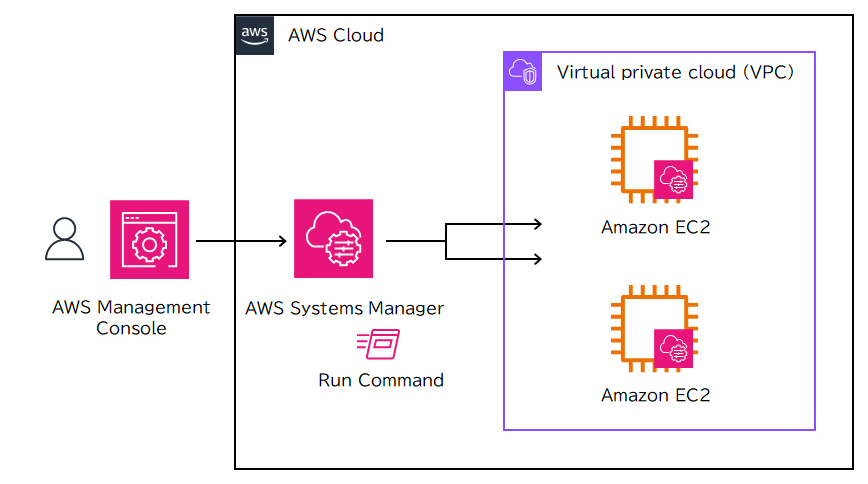 aws
AWS Cloud
Virtual private cloud (VPC)
Amazon EC2
AWS Management
Console
AWS Systems Manager
Run Command
Amazon EC2